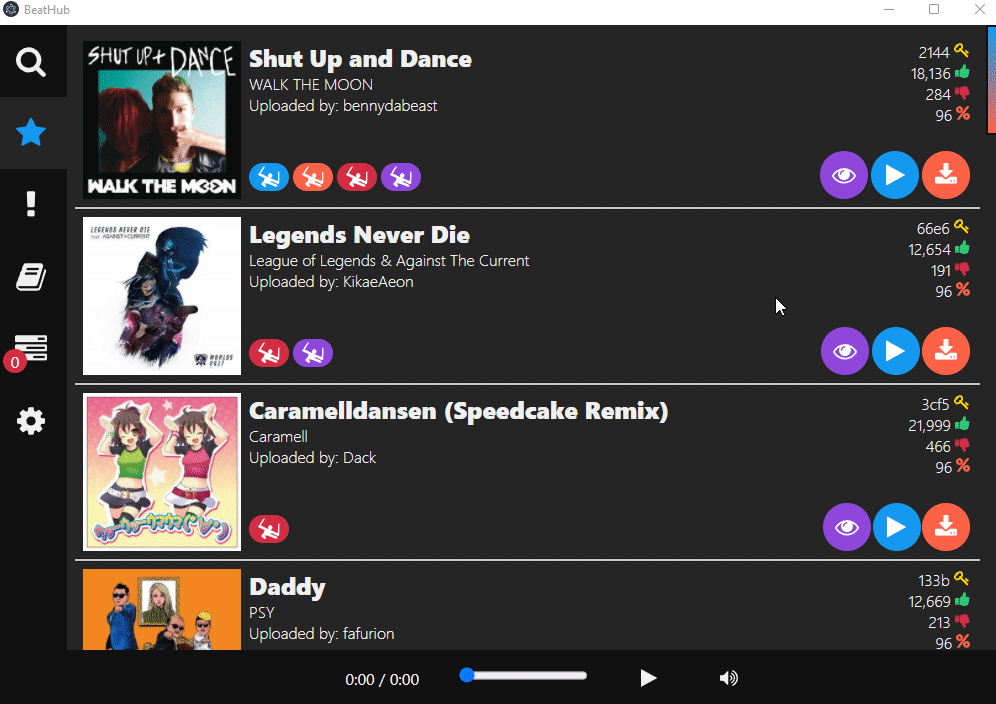 BeatHub
SHUT UP + DANCE
WALK THE MOON
Shut Up and Dance
WALK THE MOON
Uploaded by: bennydabeast
2144
18,136
284
96 %
LEGENDS NEVER DIE
feat. AGAINST THE CURRENT
WORLDS
2017
Legends Never Die
League of Legends & Against The Current
Uploaded by: KikaeAeon
66e6
12,654
191
96 %
Caramelldansen (Speedcake Remix)
Caramell
Uploaded by: Dack
3cf5
21,999
466
96 %
Daddy
PSY
Uploaded by: fafurion
133b
12,669
213
96 %
0
0:00 / 0:00